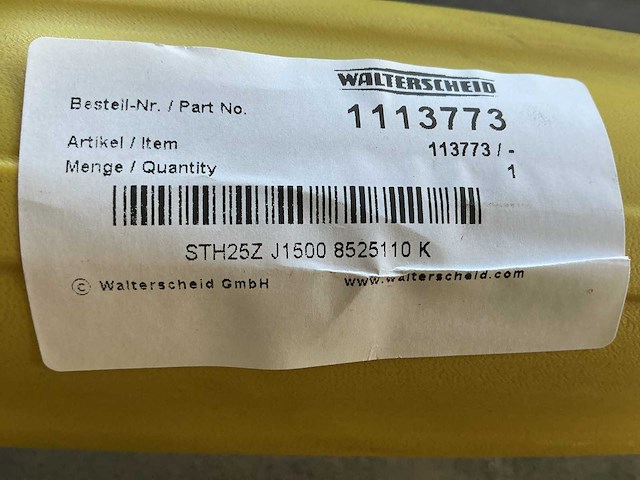 WALTERSCHEID
Bestell-Nr. / Part No. 1113773
Artikel / Item 113773 / -
Menge / Quantity 1
STH25Z J1500 8525110 K
© Walterscheid GmbH www.walterscheid.com